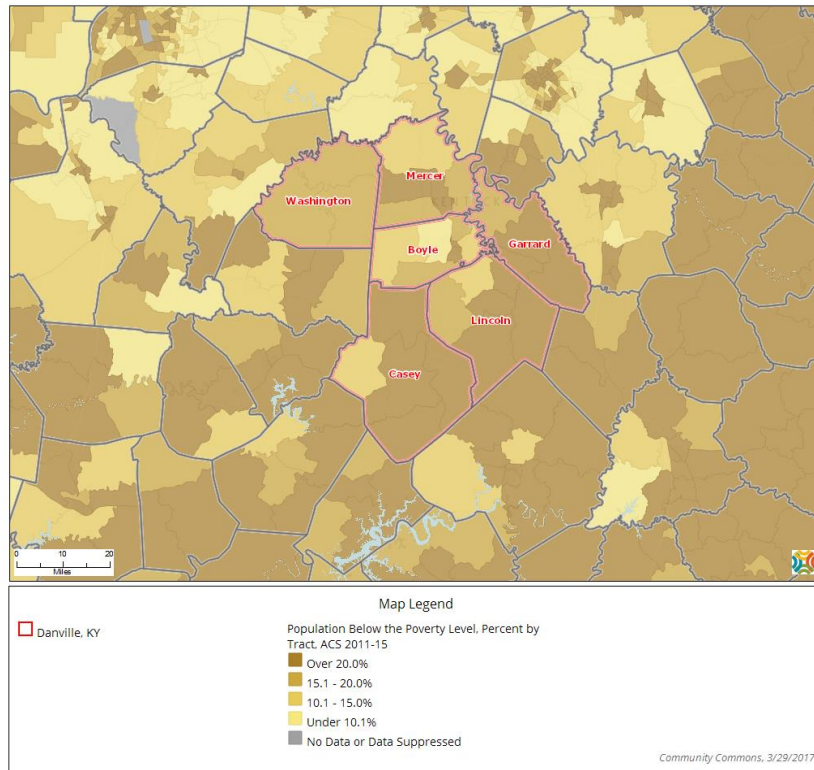 Mercer
Washington
Boyle
Garrard
Lincoln
Casey
0 10 20
Miles
Map Legend
Danville, KY
Population Below the Poverty Level, Percent by
Tract, ACS 2011-15
Over 20.0%
15.1 - 20.0%
10.1 - 15.0%
Under 10.1%
No Data or Data Suppressed
Community Commons, 3/29/2017